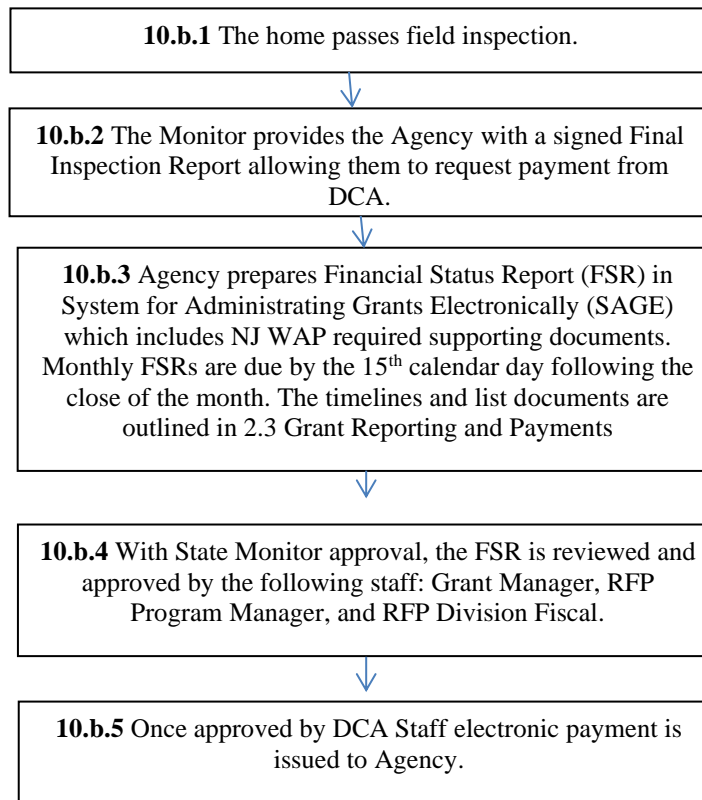 10.b.1 The home passes field inspection.
10.b.2 The Monitor provides the Agency with a signed Final
Inspection Report allowing them to request payment from
DCA.
10.b.3 Agency prepares Financial Status Report (FSR) in
System for Administrating Grants Electronically (SAGE)
which includes NJ WAP required supporting documents.
Monthly FSRs are due by the 15th calendar day following the
close of the month. The timelines and list documents are
outlined in 2.3 Grant Reporting and Payments
10.b.4 With State Monitor approval, the FSR is reviewed and
approved by the following staff: Grant Manager, RFP
Program Manager, and RFP Division Fiscal.
10.b.5 Once approved by DCA Staff electronic payment is
issued to Agency.